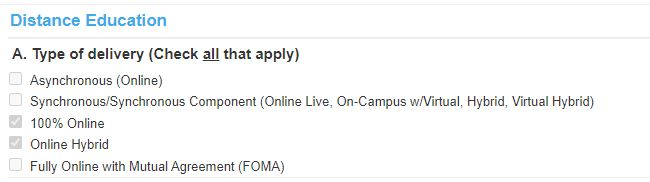 Distance Education
A. Type of delivery (Check all that apply)
Asynchronous (Online)
Synchronous/Synchronous Component (Online Live, On-Campus w/Virtual, Hybrid, Virtual Hybrid)
100% Online
Online Hybrid
Fully Online with Mutual Agreement (FOMA)